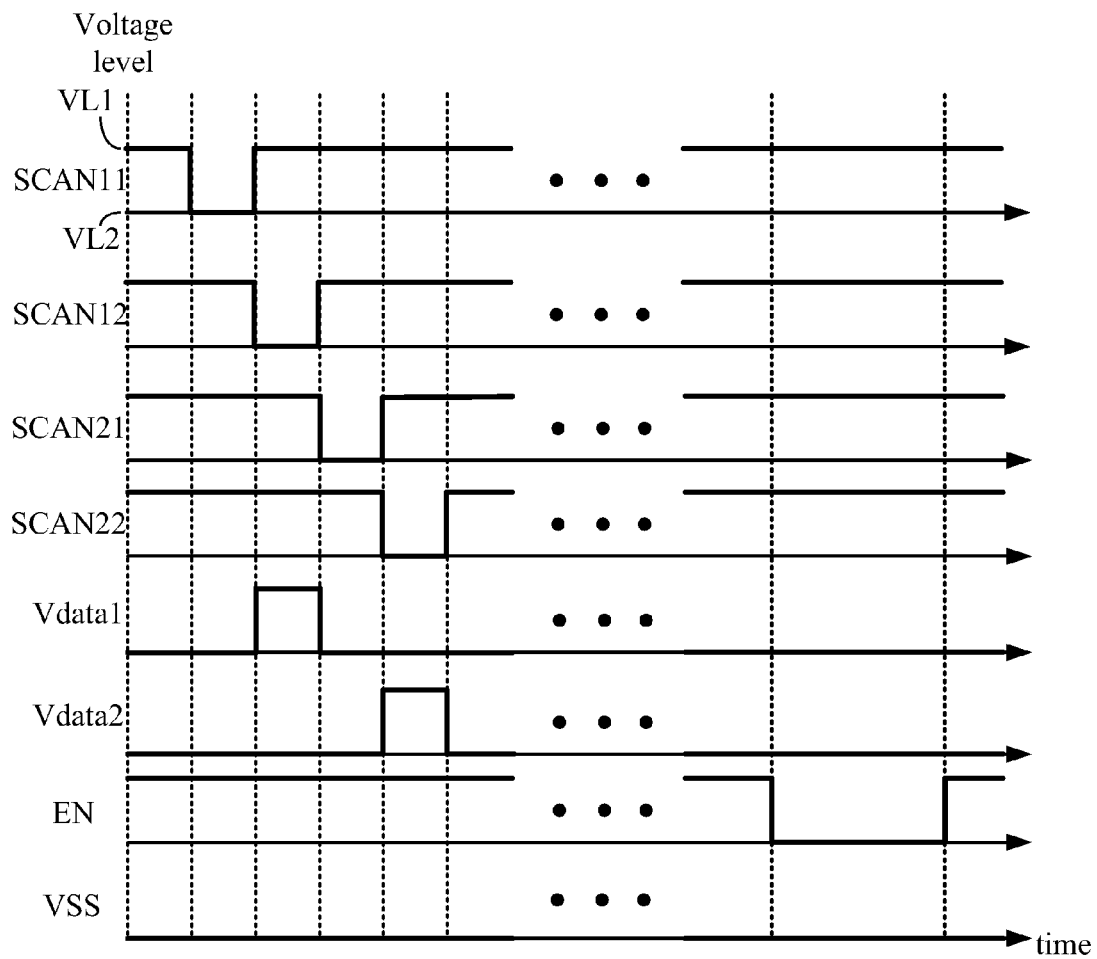 Voltage
level
VL1
SCAN11
VL2
SCAN12
SCAN21
SCAN22
Vdata1
Vdata2
EN
VSS
time